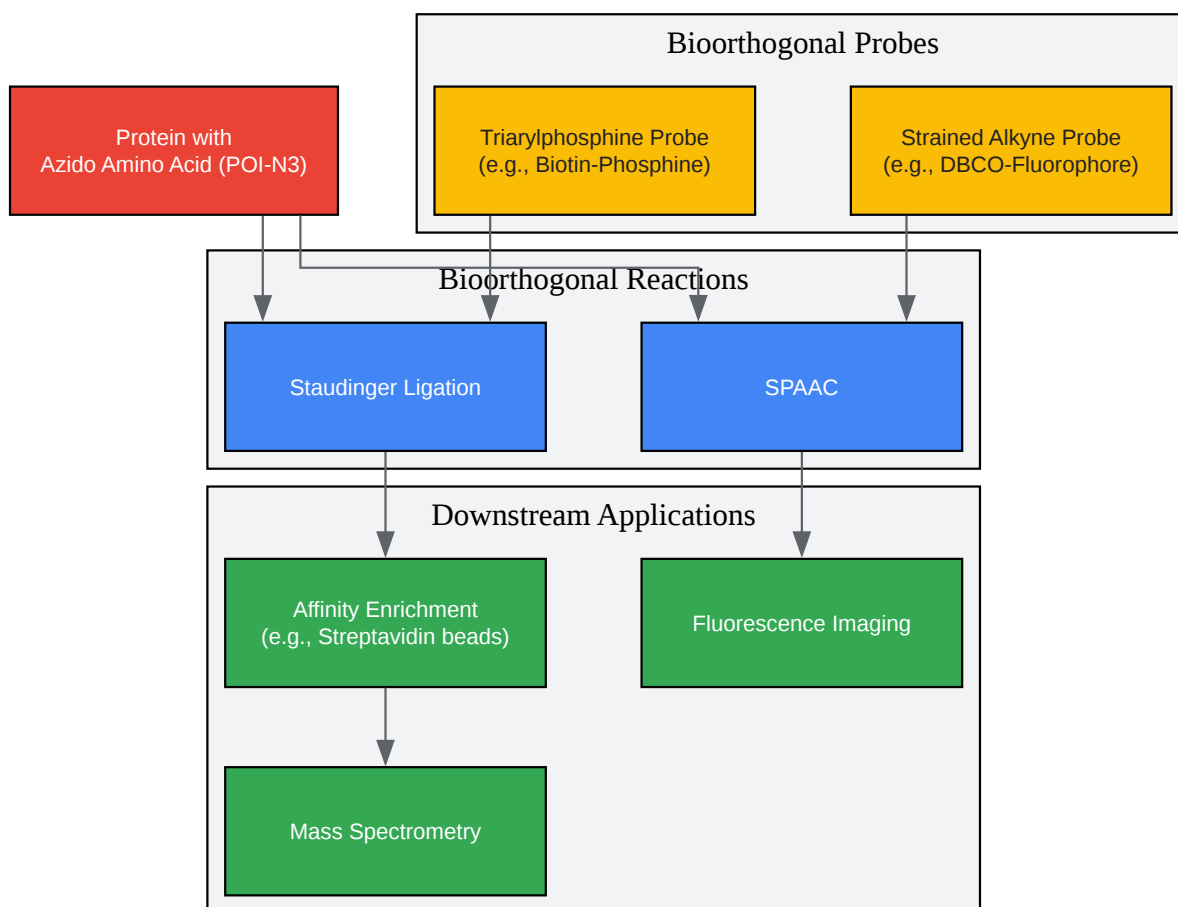 Bioorthogonal Probes
Protein with
Azido Amino Acid (POI-N3)
Triarylphosphine Probe
(e.g., Biotin-Phosphine)
Strained Alkyne Probe
(e.g., DBCO-Fluorophore)
Bioorthogonal Reactions
Staudinger Ligation
SPAAC
Downstream Applications
Affinity Enrichment
(e.g., Streptavidin beads)
Fluorescence Imaging
Mass Spectrometry